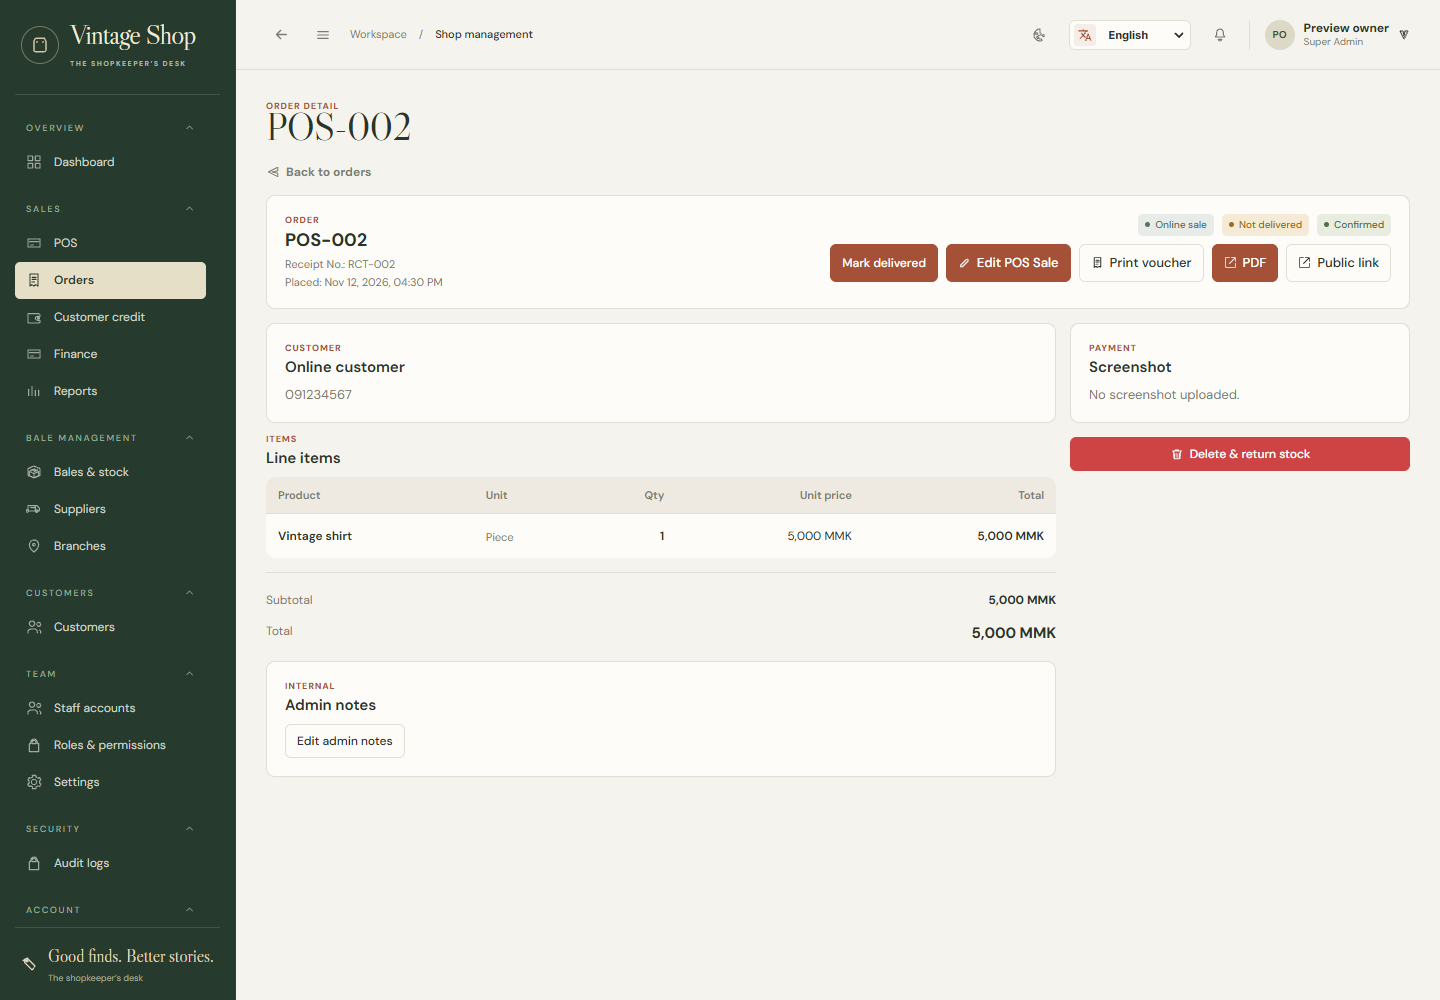 Vintage Shop
THE SHOPKEEPER'S DESK
OVERVIEW
Dashboard
SALES
POS
Orders
Customer credit
Finance
Reports
BALE MANAGEMENT
Bales & stock
Suppliers
Branches
CUSTOMERS
Customers
TEAM
Staff accounts
Roles & permissions
Settings
SECURITY
Audit logs
ACCOUNT
Good finds. Better stories.
The shopkeeper's desk
Workspace / Shop management
English
PO
Preview owner
Super Admin
ORDER DETAIL
POS-002
Back to orders
ORDER
POS-002
Receipt No.: RCT-002
Placed: Nov 12, 2026, 04:30 PM
Online sale
Not delivered
Confirmed
Mark delivered
Edit POS Sale
Print voucher
PDF
Public link
CUSTOMER
Online customer
091234567
PAYMENT
Screenshot
No screenshot uploaded.
Delete & return stock
ITEMS
Line items
Product Unit Qty Unit price Total
Vintage shirt Piece 1 5,000 MMK 5,000 MMK
Subtotal 5,000 MMK
Total 5,000 MMK
INTERNAL
Admin notes
Edit admin notes